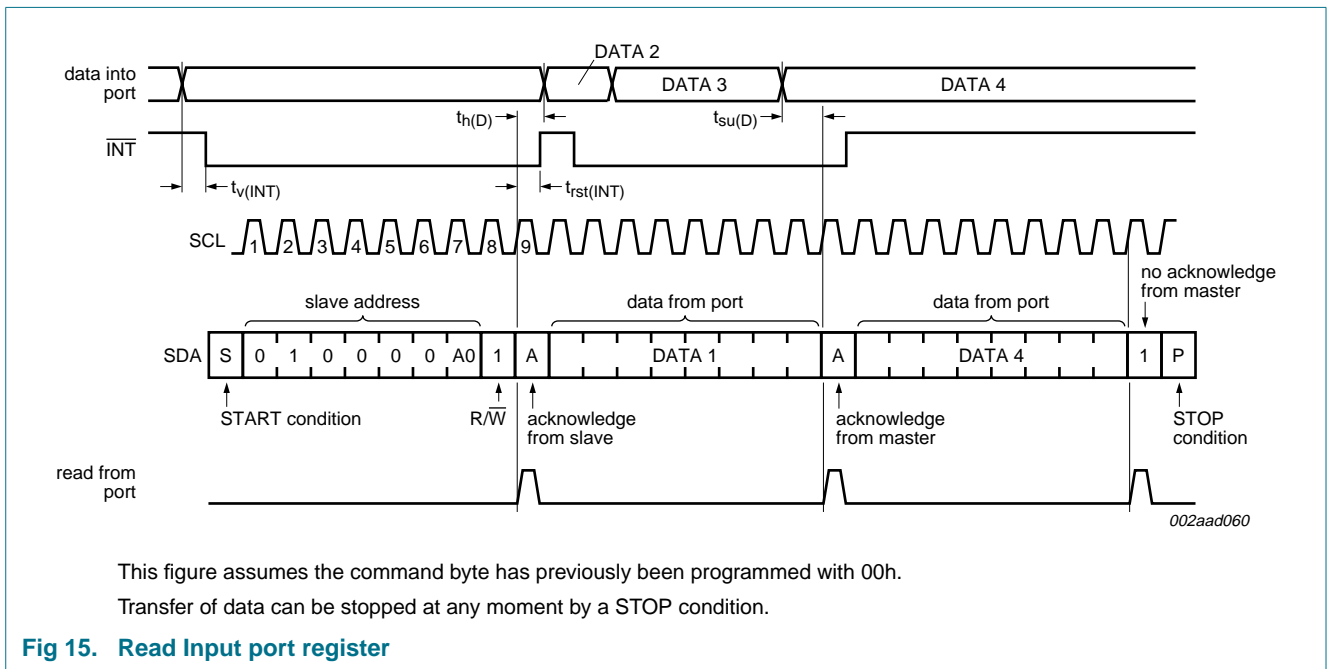 DATA 2
data into
port
DATA 3
DATA 4
th(D)
tsu(D)
INT
tv(INT)
trst(INT)
SCL
1 2 3 4 5 6 7 8 9
no acknowledge
from master
slave address
data from port
data from port
SDA S 0 1 0 0 0 0 A0 1 A DATA 1 A DATA 4 1 P
START condition
R/W
acknowledge
from slave
acknowledge
from master
STOP
condition
read from
port
002aad060
This figure assumes the command byte has previously been programmed with 00h.
Transfer of data can be stopped at any moment by a STOP condition.
Fig 15. Read Input port register